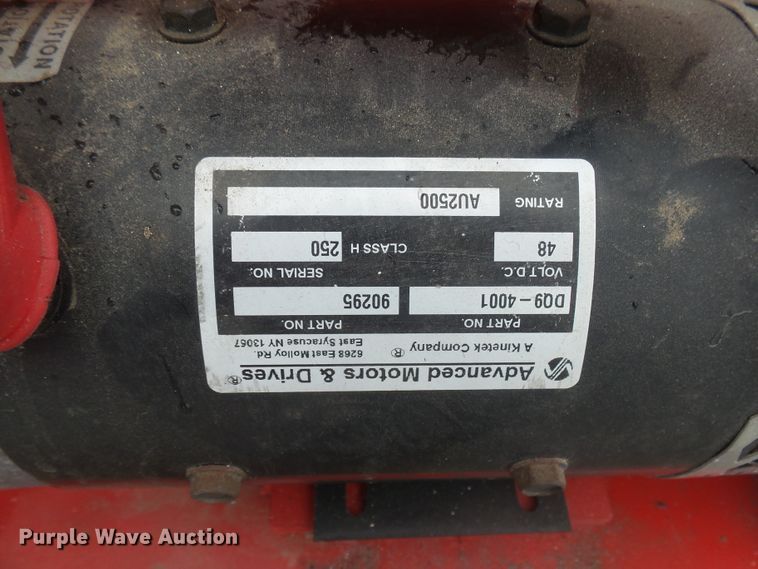 Advanced Motors & Drives®
A Kinetek Company ®
6268 East Molloy Rd.
East Syracuse NY 13057
PART NO.
DQ9-4001
PART NO.
90295
VOLT D.C.
48
SERIAL NO.
CLASS H 250
RATING
AU2500
ROTATION
Purple Wave Auction